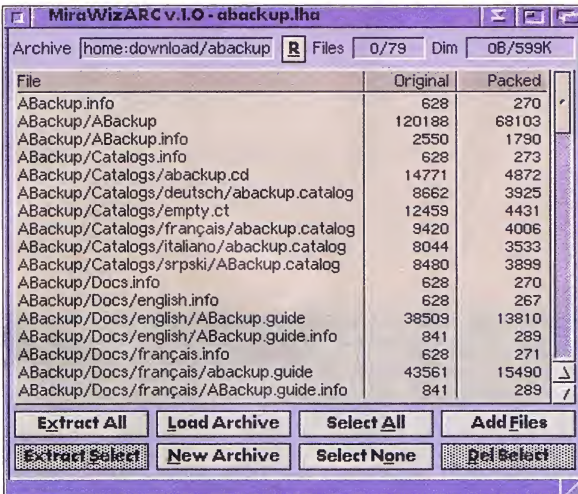 MiraWizARC v.1.0 - abackup.lha
Archive home:download/abackup R Files 0/79 Dim 0B/599K
File Original Packed
ABackup.info 628 270
ABackup/ABackup 120188 68103
ABackup/ABackup.info 2550 1790
ABackup/Catalogs.info 628 273
ABackup/Catalogs/abackup.cd 14771 4872
ABackup/Catalogs/deutsch/abackup.catalog 8662 3925
ABackup/Catalogs/empty.ct 12459 4431
ABackup/Catalogs/français/abackup.catalog 9420 4006
ABackup/Catalogs/italiano/abackup.catalog 8044 3533
ABackup/Catalogs/srpski/ABackup.catalog 8480 3899
ABackup/Docs.info 628 270
ABackup/Docs/english.info 628 267
ABackup/Docs/english/ABackup.guide 38509 13810
ABackup/Docs/english/ABackup.guide.info 841 289
ABackup/Docs/français.info 628 271
ABackup/Docs/français/abackup.guide 43561 15490
ABackup/Docs/français/ABackup.guide.info 841 289
Extract All Load Archive Select All Add Files
Extract Select New Archive Select None Del Select